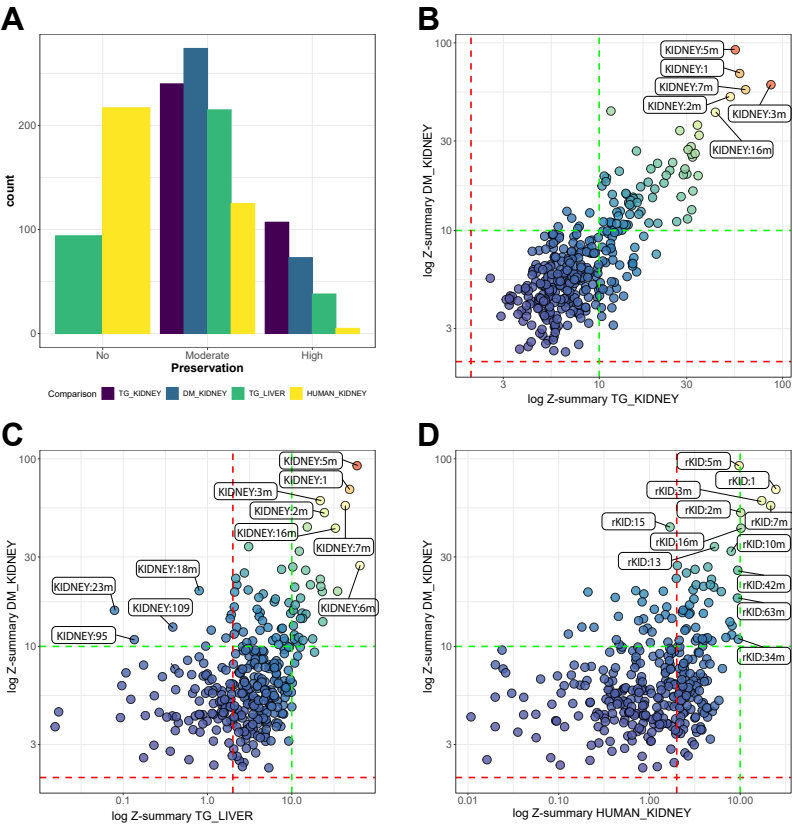 A
count
200
100
0
No
Moderate
High
Preservation
Comparison
TG_KIDNEY
DM_KIDNEY
TG_LIVER
HUMAN_KIDNEY
B
log Z-summary DM_KIDNEY
100
30
10
3
KIDNEY:5m
KIDNEY:1
KIDNEY:7m
KIDNEY:2m
KIDNEY:3m
KIDNEY:16m
3
10
30
100
log Z-summary TG_KIDNEY
C
log Z-summary DM_KIDNEY
100
30
10
3
KIDNEY:5m
KIDNEY:1
KIDNEY:3m
KIDNEY:2m
KIDNEY:16m
KIDNEY:7m
KIDNEY:18m
KIDNEY:23m
KIDNEY:109
KIDNEY:6m
KIDNEY:95
0.1
1.0
10.0
log Z-summary TG_LIVER
D
log Z-summary DM_KIDNEY
100
30
10
3
rKID:5m
rKID:1
rKID:3m
rKID:2m
rKID:15
rKID:7m
rKID:16m
rKID:10m
rKID:13
rKID:42m
rKID:63m
rKID:34m
0.01
0.10
1.00
10.00
log Z-summary HUMAN_KIDNEY